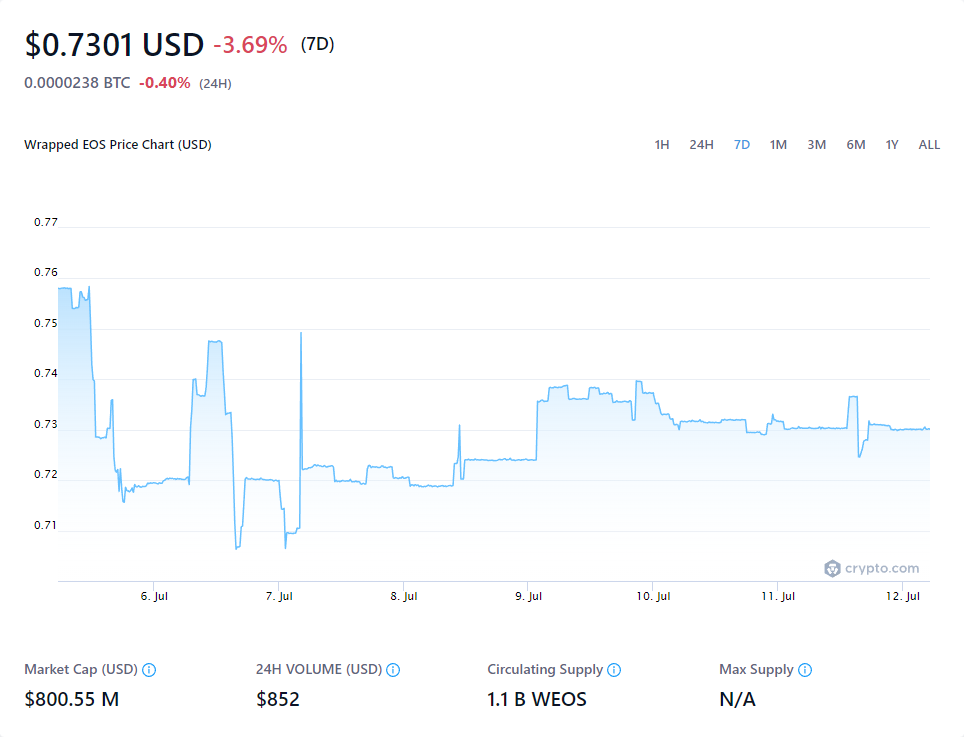 $0.7301 USD -3.69% (7D)
0.0000238 BTC -0.40% (24H)
Wrapped EOS Price Chart (USD)
1H 24H 7D 1M 3M 6M 1Y ALL
0.77
0.76
0.75
0.74
0.73
0.72
0.71
crypto.com
6. Jul 7. Jul 8. Jul 9. Jul 10. Jul 11. Jul 12. Jul
Market Cap (USD) 24H VOLUME (USD) Circulating Supply Max Supply
$800.55 M $852 1.1 B WEOS N/A